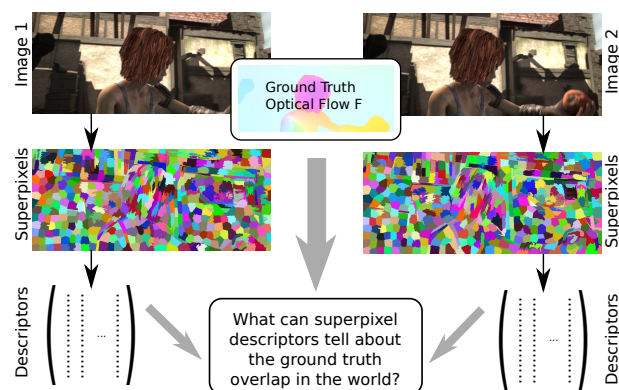 Image 1
Image 2
Ground Truth
Optical Flow F
Superpixels
Superpixels
Descriptors
...
What can superpixel
descriptors tell about
the ground truth
overlap in the world?
...
Descriptors